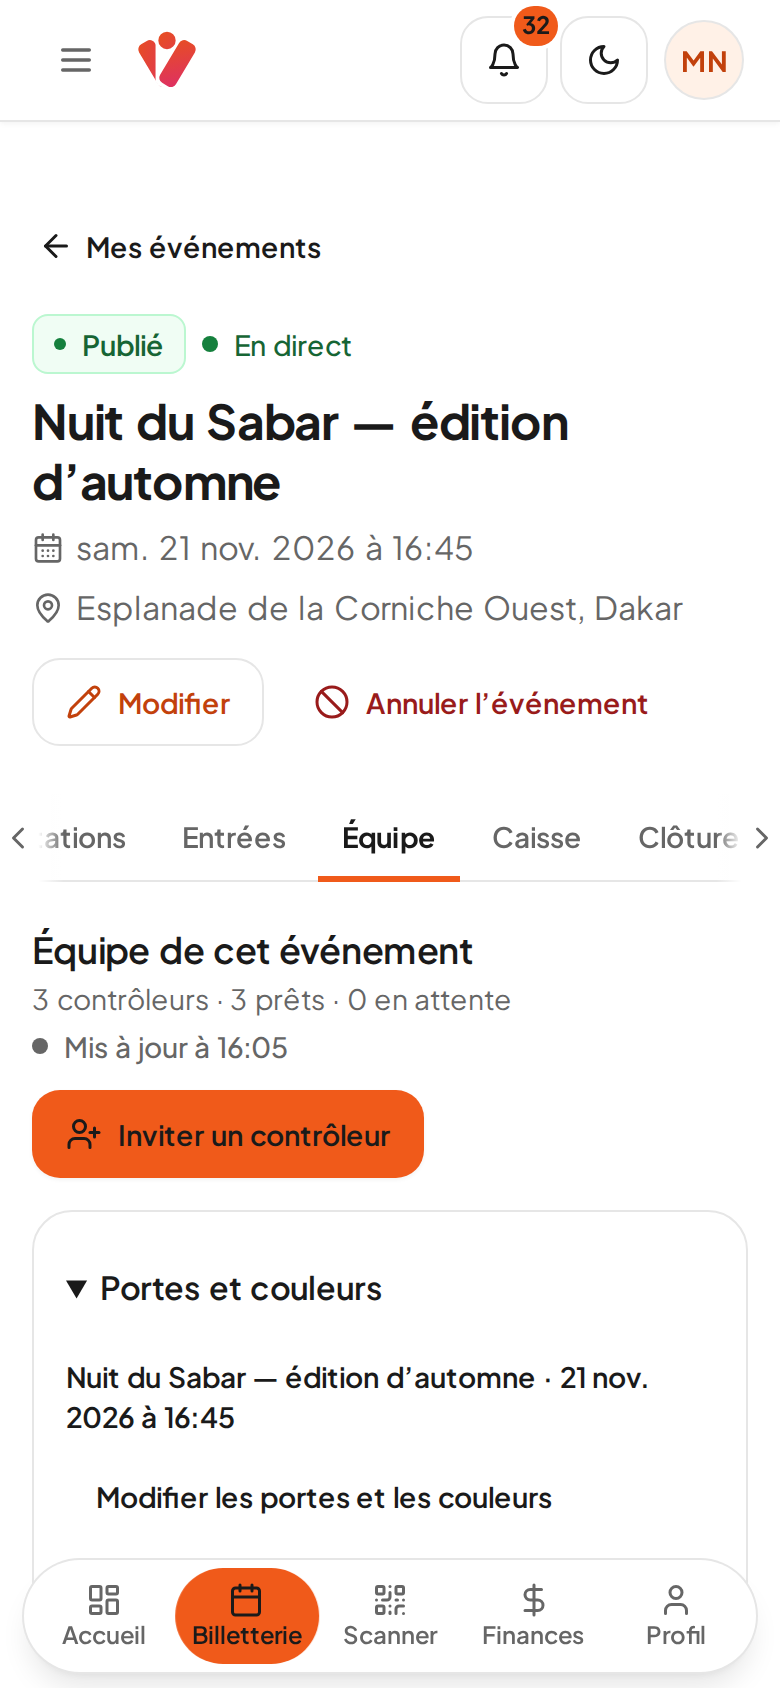 32
MN
Mes événements
Publié
En direct
Nuit du Sabar — édition
d’automne
sam. 21 nov. 2026 à 16:45
Esplanade de la Corniche Ouest, Dakar
Modifier
Annuler l’événement
ations
Entrées
Équipe
Caisse
Clôture
Équipe de cet événement
3 contrôleurs · 3 prêts · 0 en attente
Mis à jour à 16:05
Inviter un contrôleur
Portes et couleurs
Nuit du Sabar — édition d’automne · 21 nov.
2026 à 16:45
Modifier les portes et les couleurs
Accueil
Billetterie
Scanner
Finances
Profil